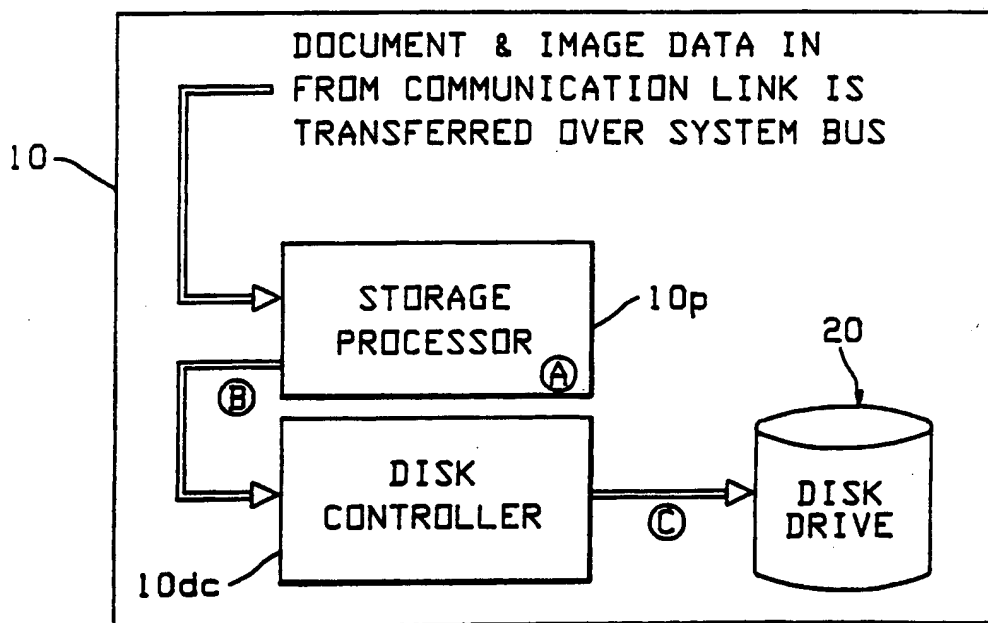 DOCUMENT & IMAGE DATA IN
FROM COMMUNICATION LINK IS
TRANSFERRED OVER SYSTEM BUS
10
STORAGE
PROCESSOR
10p
A
B
20
DISK
CONTROLLER
C
DISK
DRIVE
10dc